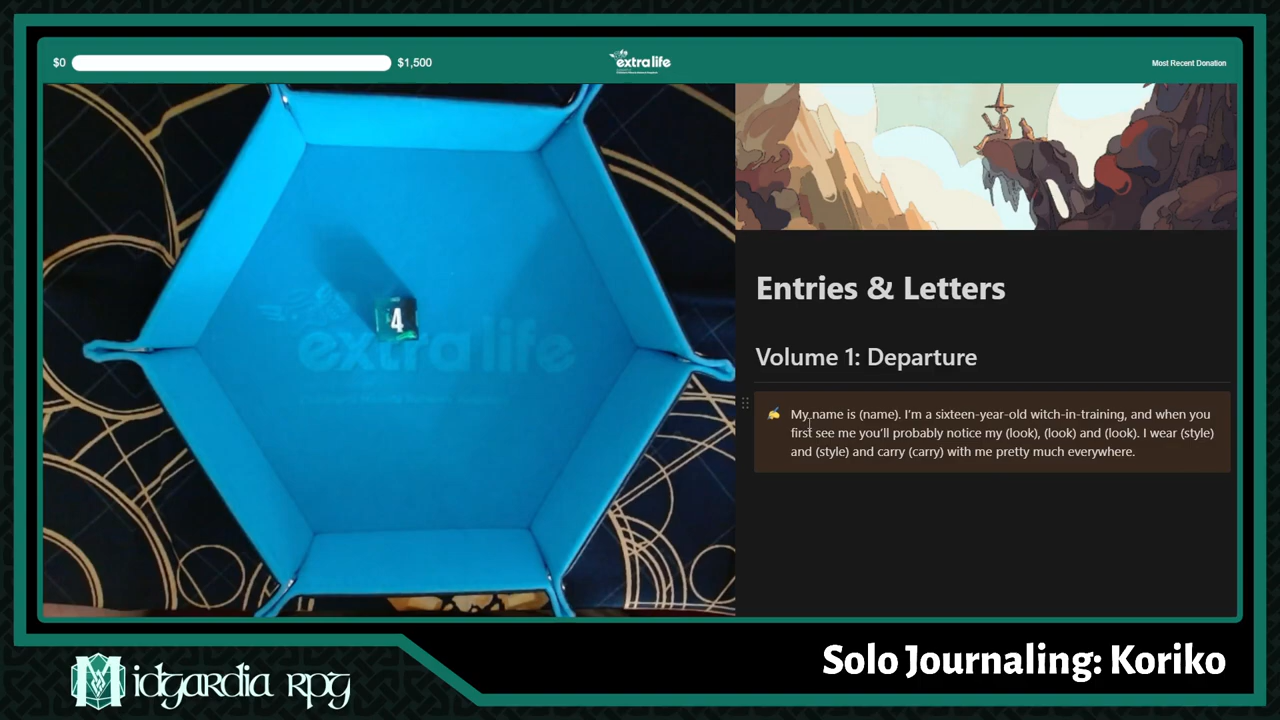 $0
$1,500
extra life
Most Recent Donation
4
extra life
Entries & Letters
Volume 1: Departure
My name is (name). I'm a sixteen-year-old witch-in-training, and when you
first see me you'll probably notice my (look), (look) and (look). I wear (style)
and (style) and carry (carry) with me pretty much everywhere.
Solo Journaling: Koriko
Midgardia RPG